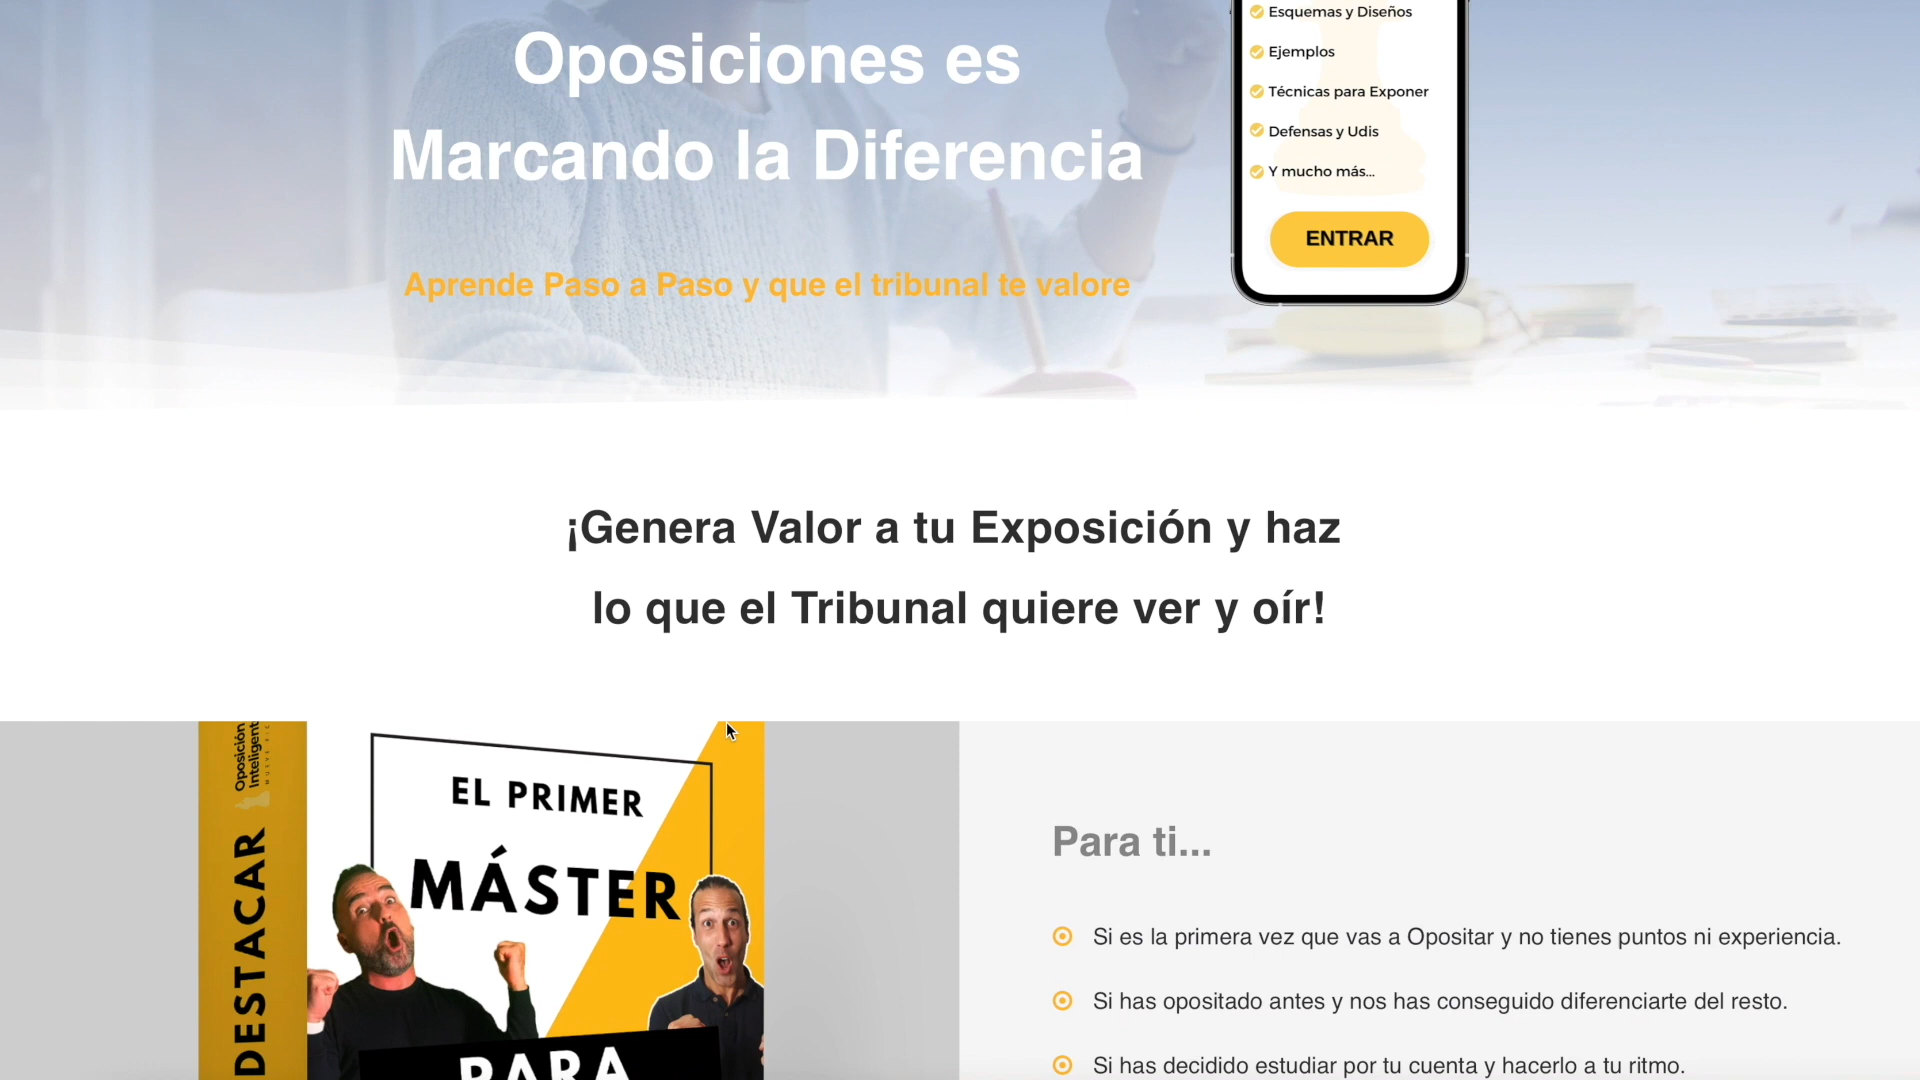 Oposiciones es
Marcando la Diferencia
Aprende Paso a Paso y que el tribunal te valore
Esquemas y Diseños
Ejemplos
Técnicas para Exponer
Defensas y Udis
Y mucho más...
ENTRAR
¡Genera Valor a tu Exposición y haz
lo que el Tribunal quiere ver y oír!
Oposición
Inteligent
DESTACAR
EL PRIMER
MÁSTER
PARA
Para ti...
Si es la primera vez que vas a Opositar y no tienes puntos ni experiencia.
Si has opositado antes y nos has conseguido diferenciarte del resto.
Si has decidido estudiar por tu cuenta y hacerlo a tu ritmo.